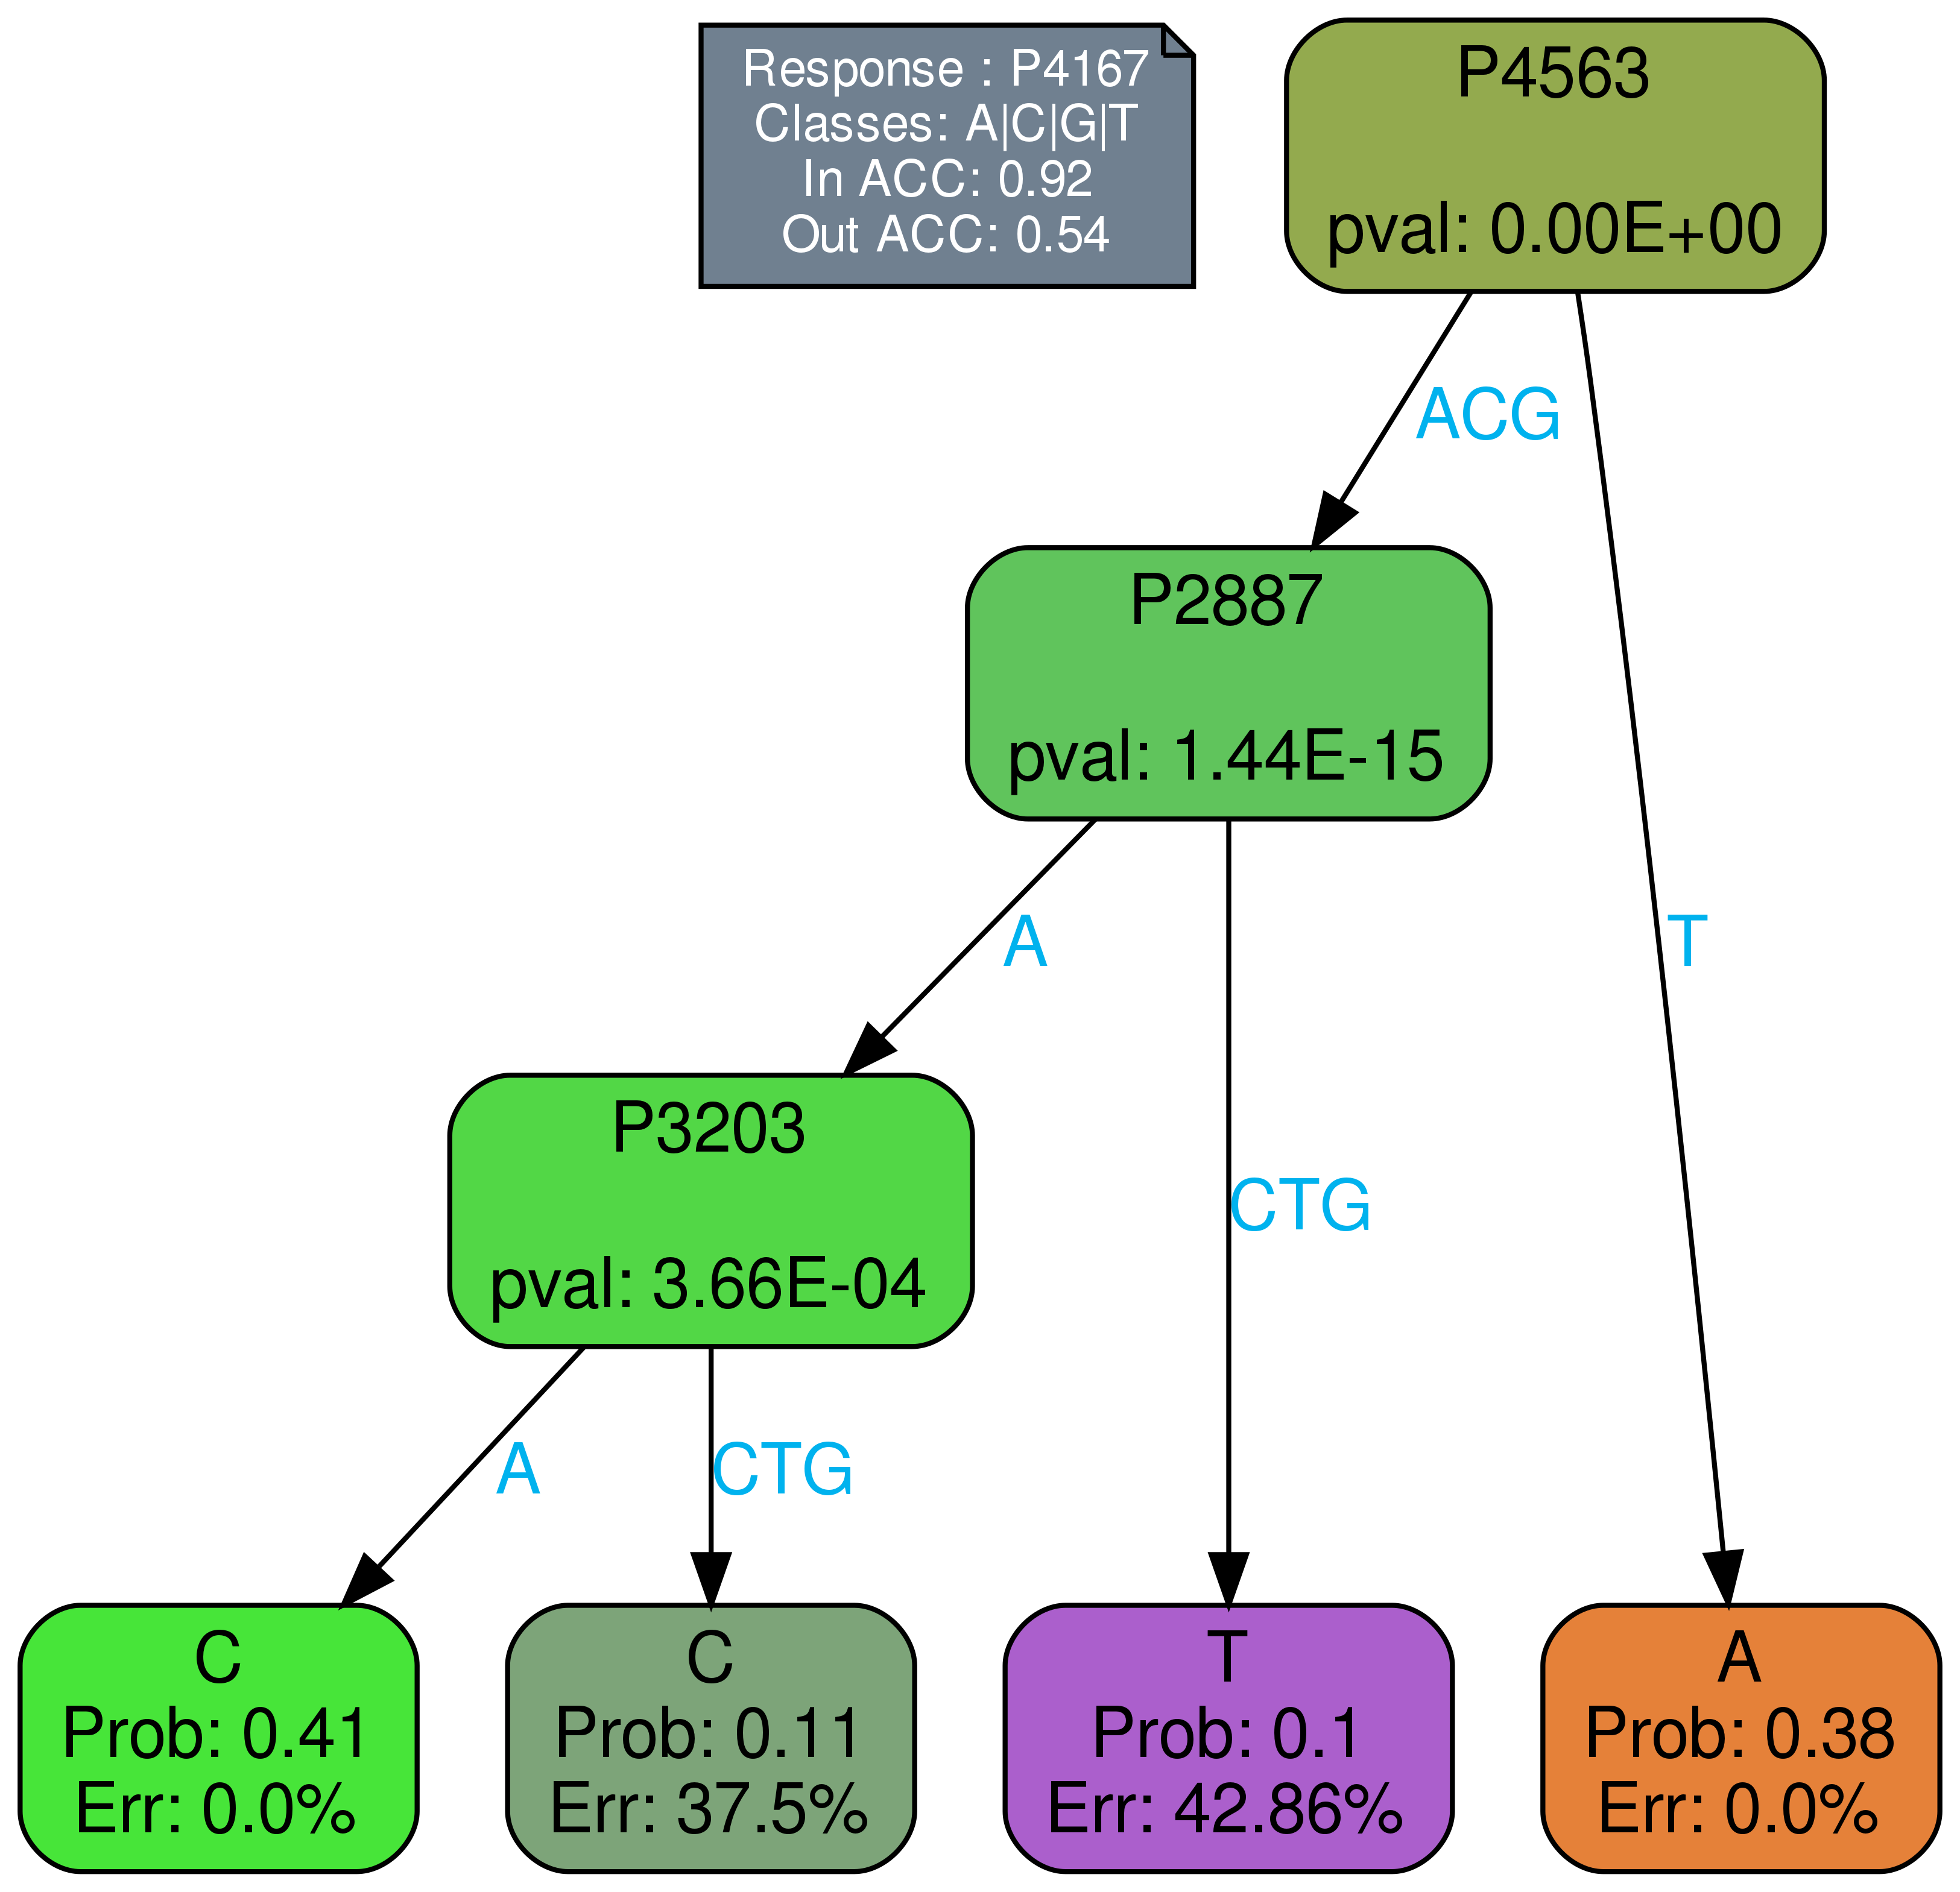 Response : P4167
Classes: A|C|G|T
In ACC: 0.92
Out ACC: 0.54
P4563
pval: 0.00E+00
ACG
P2887
pval: 1.44E-15
A
T
P3203
pval: 3.66E-04
CTG
A
CTG
C
Prob: 0.41
Err: 0.0%
C
Prob: 0.11
Err: 37.5%
T
Prob: 0.1
Err: 42.86%
A
Prob: 0.38
Err: 0.0%